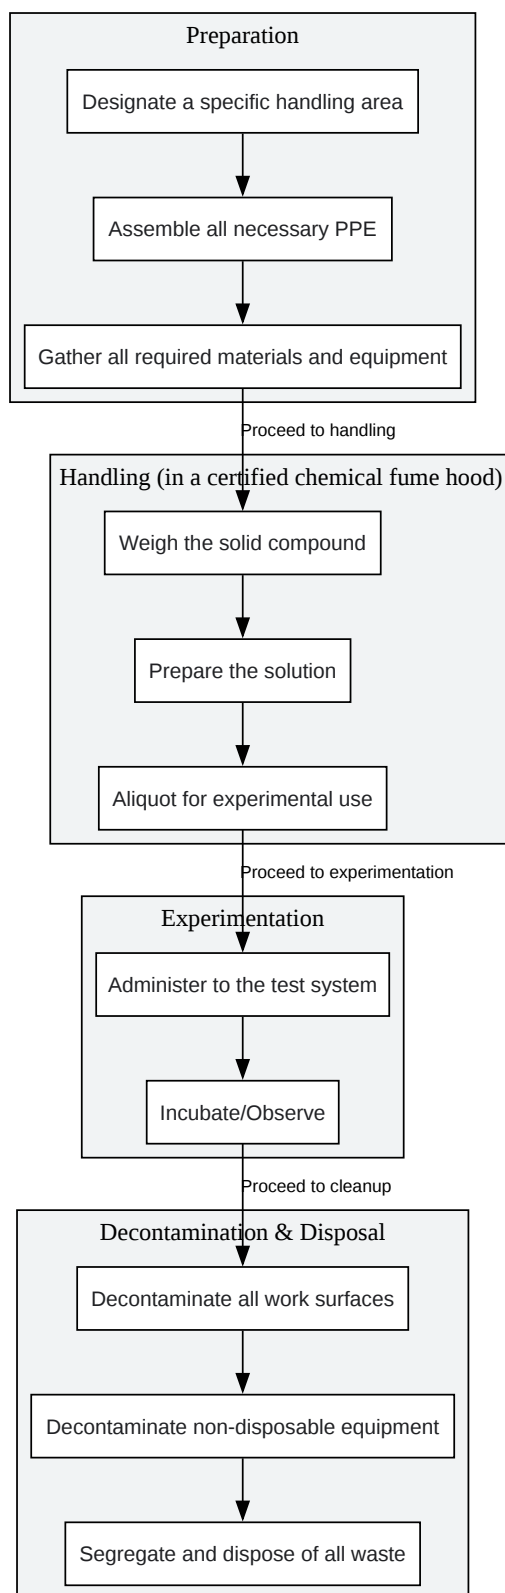 Preparation
Designate a specific handling area
Assemble all necessary PPE
Gather all required materials and equipment
Proceed to handling
Handling (in a certified chemical fume hood)
Weigh the solid compound
Prepare the solution
Aliquot for experimental use
Proceed to experimentation
Experimentation
Administer to the test system
Incubate/Observe
Proceed to cleanup
Decontamination & Disposal
Decontaminate all work surfaces
Decontaminate non-disposable equipment
Segregate and dispose of all waste